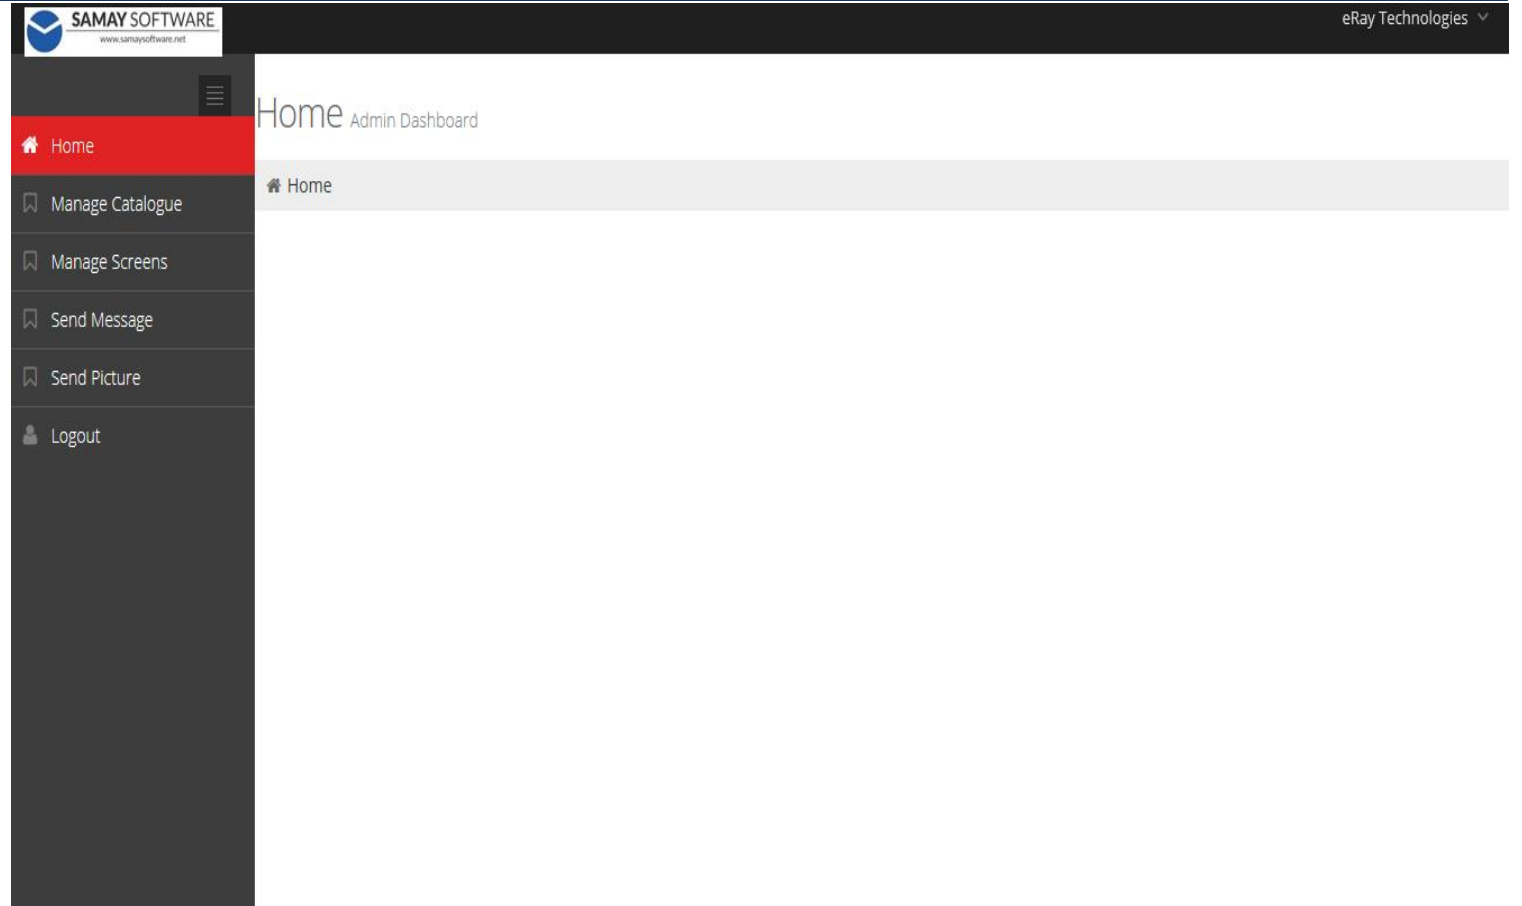 SAMAY SOFTWARE
www.samaysoftware.net
eRay Technologies
Home Admin Dashboard
Home
Home
Manage Catalogue
Manage Screens
Send Message
Send Picture
Logout